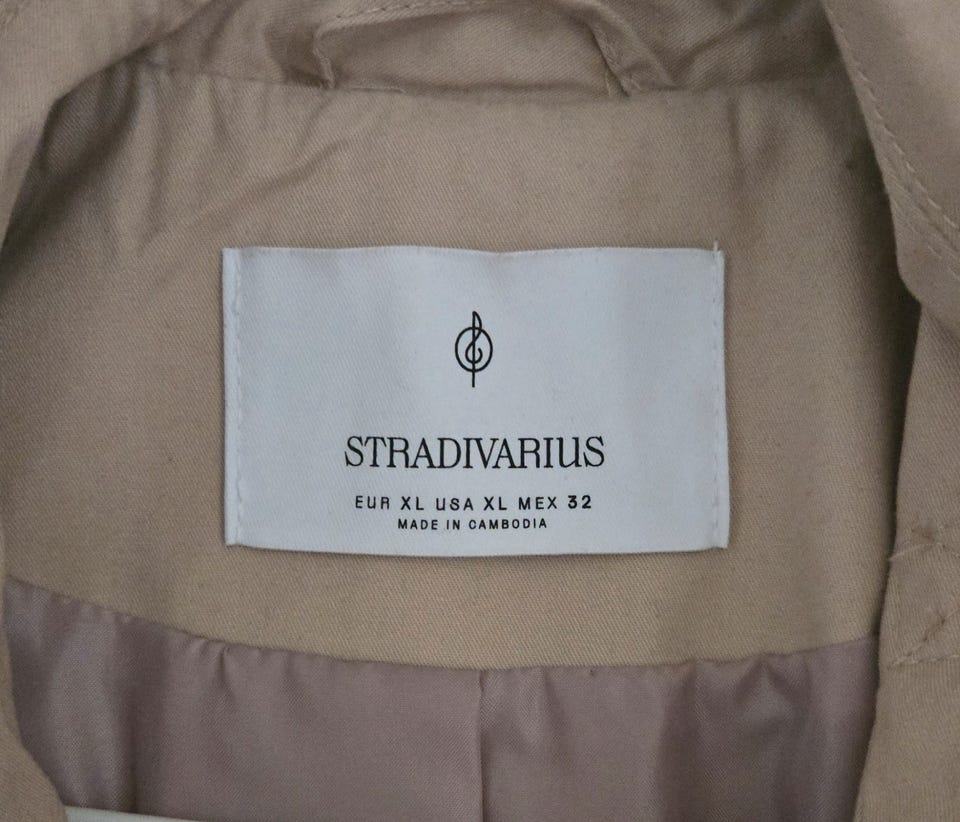 STRADIVARIUS
EUR XL USA XL MEX 32
MADE IN CAMBODIA